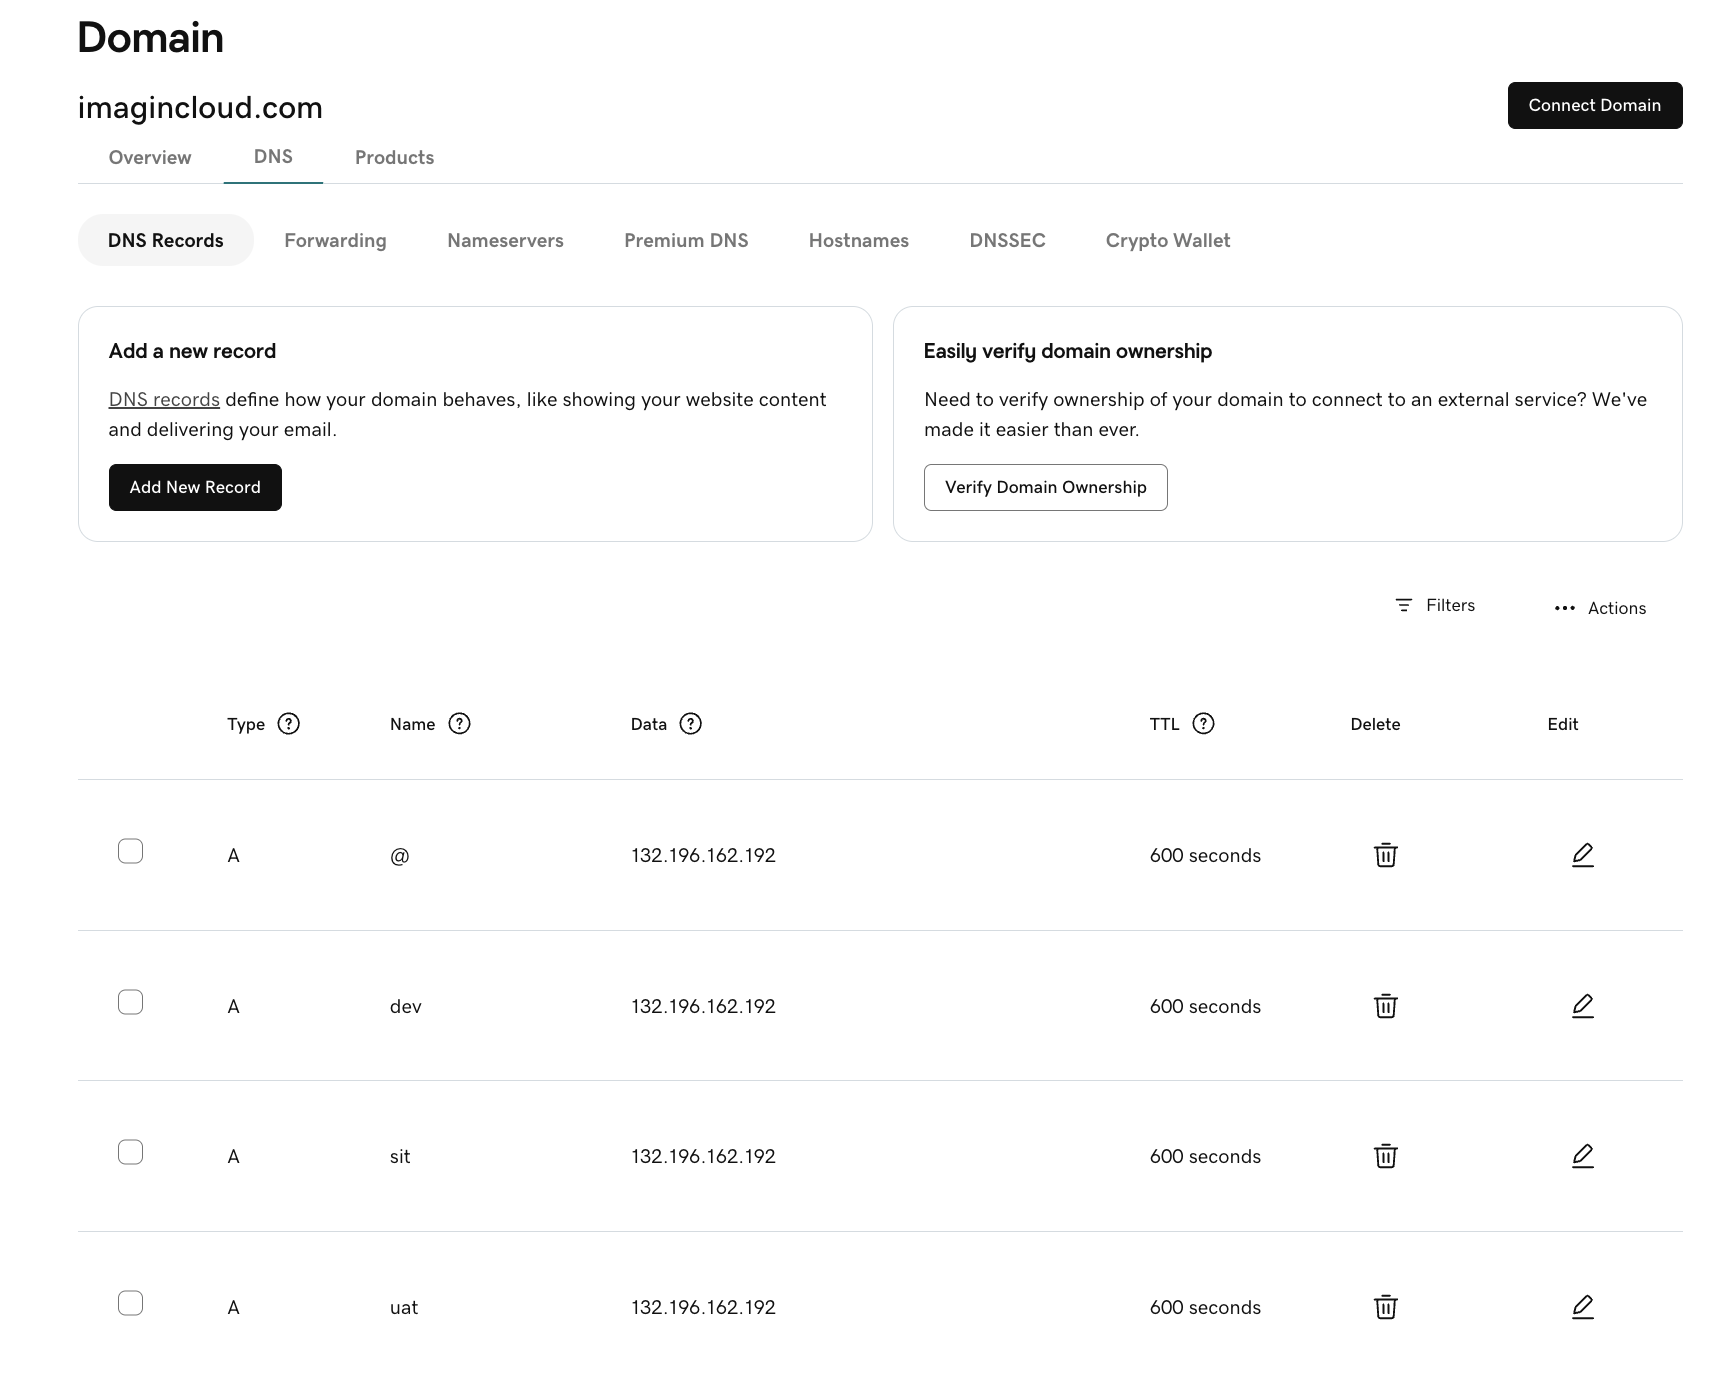 Domain
imagincloud.com
Connect Domain
Overview DNS Products
DNS Records Forwarding Nameservers Premium DNS Hostnames DNSSEC Crypto Wallet
Add a new record
DNS records define how your domain behaves, like showing your website content
and delivering your email.
Add New Record
Easily verify domain ownership
Need to verify ownership of your domain to connect to an external service? We've
made it easier than ever.
Verify Domain Ownership
Filters ••• Actions
Type ? Name ? Data ? TTL ? Delete Edit
A @ 132.196.162.192 600 seconds
A dev 132.196.162.192 600 seconds
A sit 132.196.162.192 600 seconds
A uat 132.196.162.192 600 seconds